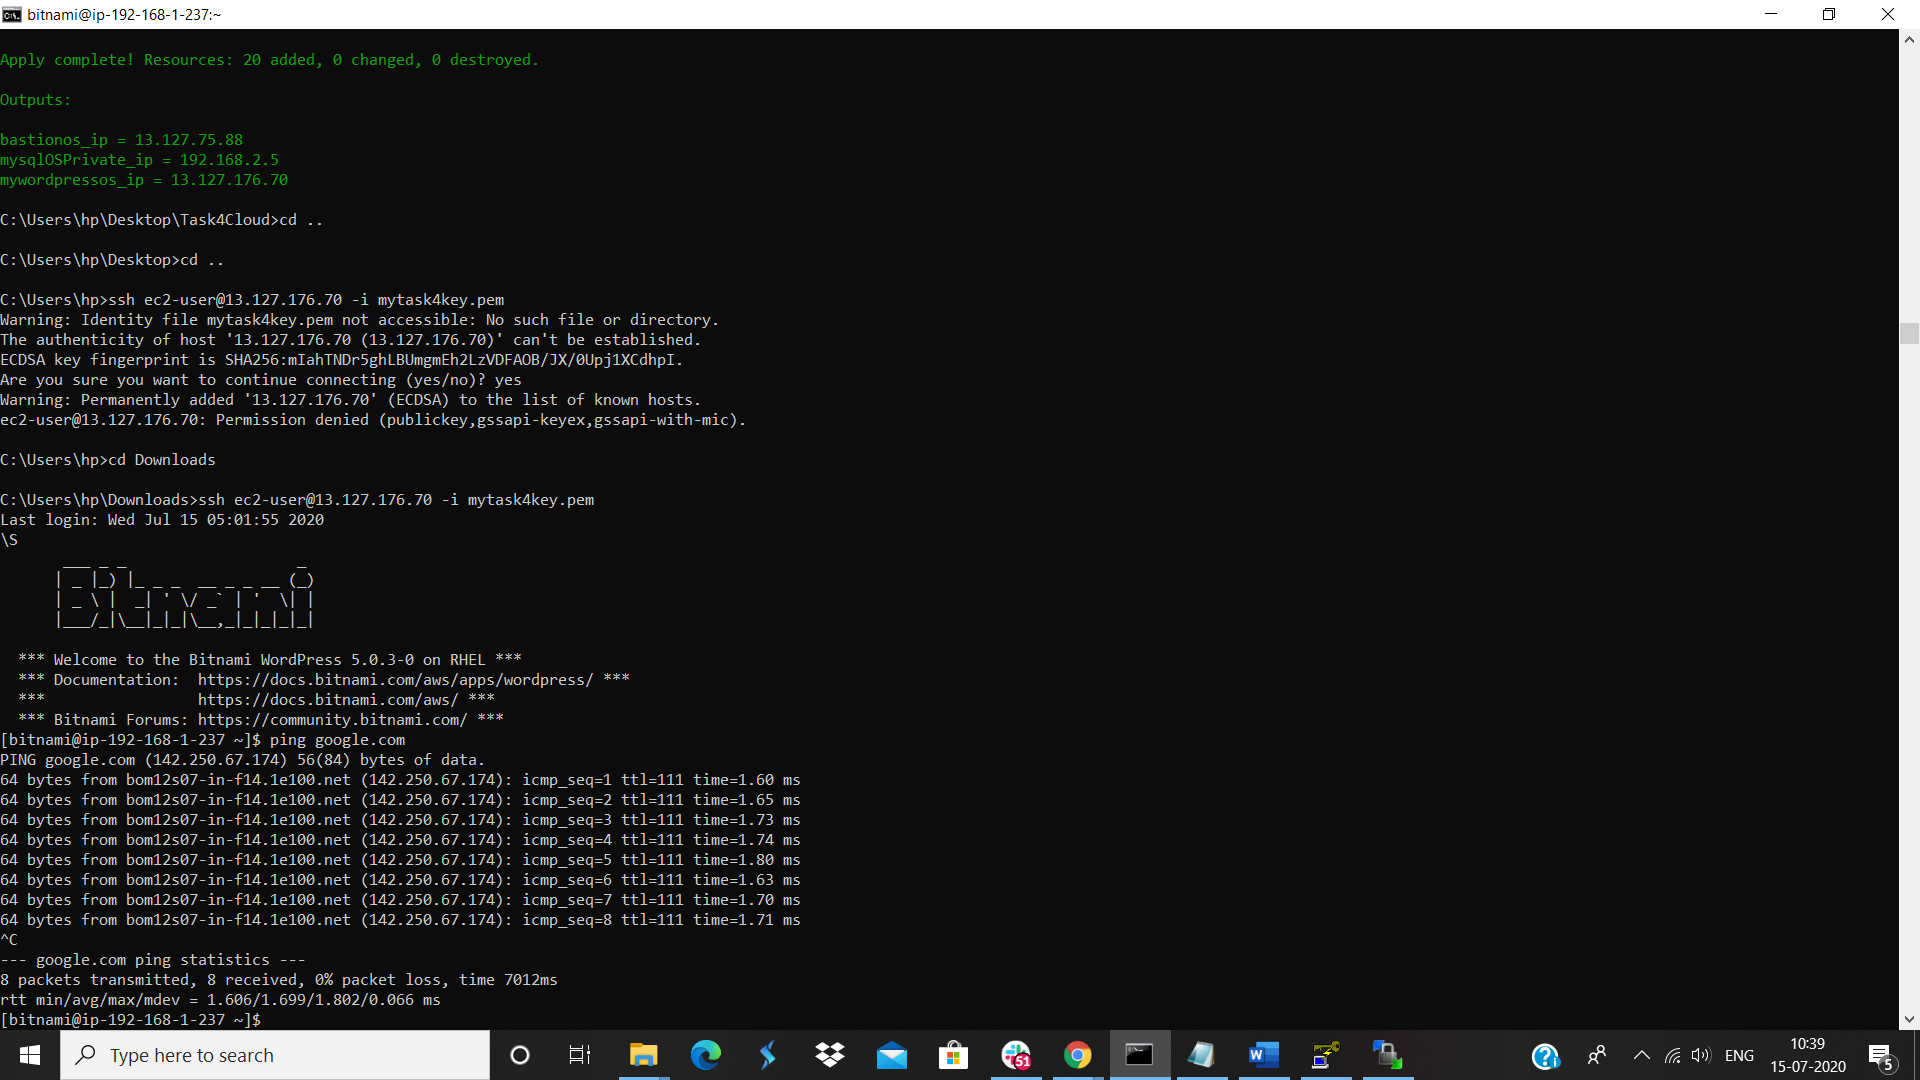 bitnami@ip-192-168-1-237:~
Apply complete! Resources: 20 added, 0 changed, 0 destroyed.
Outputs:
bastionos_ip = 13.127.75.88
mysqlOSPrivate_ip = 192.168.2.5
mywordpressos_ip = 13.127.176.70
C:\Users\hp\Desktop\Task4Cloud>cd ..
C:\Users\hp\Desktop>cd ..
C:\Users\hp>ssh ec2-user@13.127.176.70 -i mytask4key.pem
Warning: Identity file mytask4key.pem not accessible: No such file or directory.
The authenticity of host '13.127.176.70 (13.127.176.70)' can't be established.
ECDSA key fingerprint is SHA256:mIahTNDr5ghLBUmgmEh2LzVDFAOB/JX/0Upj1XCdhpI.
Are you sure you want to continue connecting (yes/no)? yes
Warning: Permanently added '13.127.176.70' (ECDSA) to the list of known hosts.
ec2-user@13.127.176.70: Permission denied (publickey,gssapi-keyex,gssapi-with-mic).
C:\Users\hp>cd Downloads
C:\Users\hp\Downloads>ssh ec2-user@13.127.176.70 -i mytask4key.pem
Last login: Wed Jul 15 05:01:55 2020
\S
Bitnami
*** Welcome to the Bitnami WordPress 5.0.3-0 on RHEL ***
*** Documentation:  https://docs.bitnami.com/aws/apps/wordpress/ ***
***                 https://docs.bitnami.com/aws/ ***
*** Bitnami Forums: https://community.bitnami.com/ ***
[bitnami@ip-192-168-1-237 ~]$ ping google.com
PING google.com (142.250.67.174) 56(84) bytes of data.
64 bytes from bom12s07-in-f14.1e100.net (142.250.67.174): icmp_seq=1 ttl=111 time=1.60 ms
64 bytes from bom12s07-in-f14.1e100.net (142.250.67.174): icmp_seq=2 ttl=111 time=1.65 ms
64 bytes from bom12s07-in-f14.1e100.net (142.250.67.174): icmp_seq=3 ttl=111 time=1.73 ms
64 bytes from bom12s07-in-f14.1e100.net (142.250.67.174): icmp_seq=4 ttl=111 time=1.74 ms
64 bytes from bom12s07-in-f14.1e100.net (142.250.67.174): icmp_seq=5 ttl=111 time=1.80 ms
64 bytes from bom12s07-in-f14.1e100.net (142.250.67.174): icmp_seq=6 ttl=111 time=1.63 ms
64 bytes from bom12s07-in-f14.1e100.net (142.250.67.174): icmp_seq=7 ttl=111 time=1.70 ms
64 bytes from bom12s07-in-f14.1e100.net (142.250.67.174): icmp_seq=8 ttl=111 time=1.71 ms
^C
--- google.com ping statistics ---
8 packets transmitted, 8 received, 0% packet loss, time 7012ms
rtt min/avg/max/mdev = 1.606/1.699/1.802/0.066 ms
[bitnami@ip-192-168-1-237 ~]$
Type here to search
51
ENG
10:39
15-07-2020
5